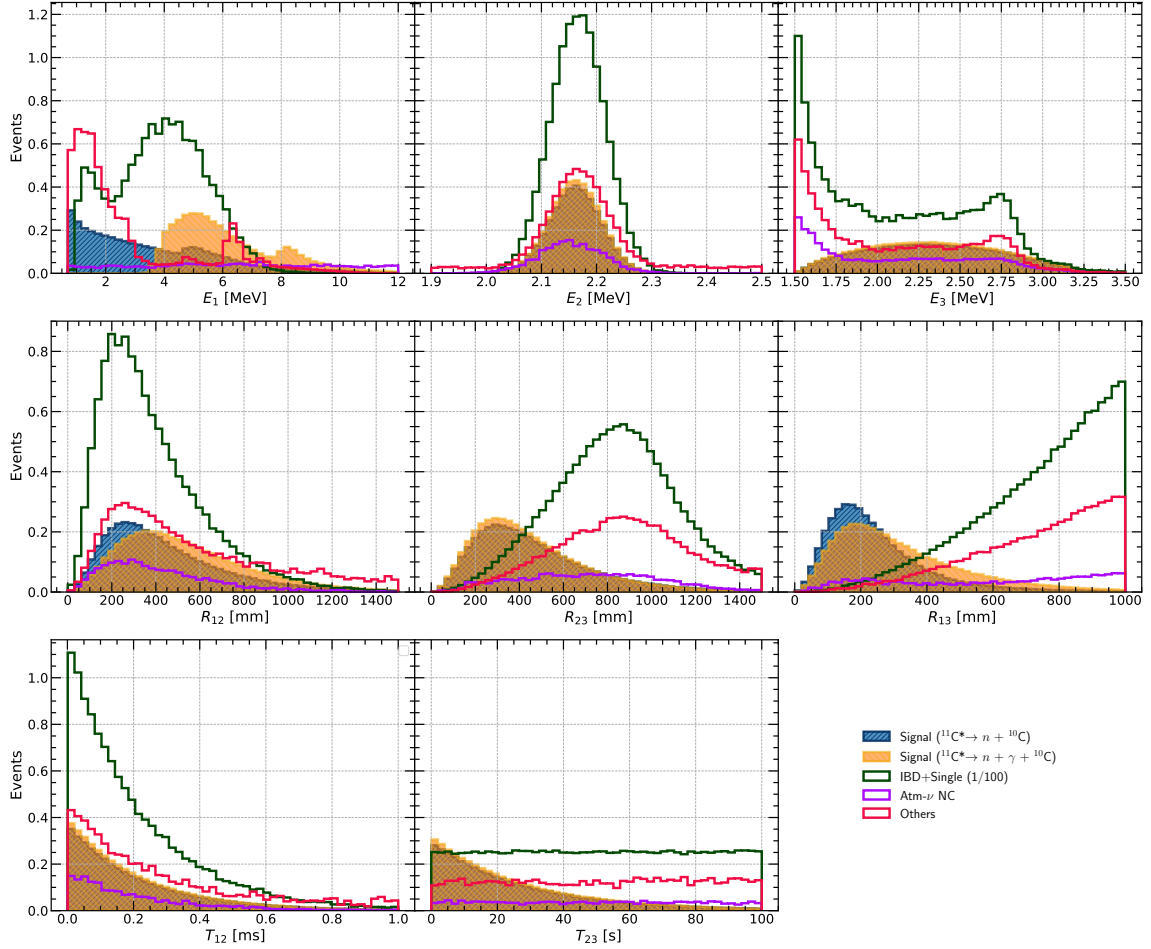 1.2
1.0
0.8
0.6
0.4
0.2
0.0
Events
2 4 6 8 10 12
E₁ [MeV]
1.9 2.0 2.1 2.2 2.3 2.4 2.5
E₂ [MeV]
1.50 1.75 2.00 2.25 2.50 2.75 3.00 3.25 3.50
E₃ [MeV]
0.8
0.6
0.4
0.2
0.0
Events
0 200 400 600 800 1000 1200 1400
R₁₂ [mm]
0 200 400 600 800 1000 1200 1400
R₂₃ [mm]
0 200 400 600 800 1000
R₁₃ [mm]
1.0
0.8
0.6
0.4
0.2
0.0
Events
0.0 0.2 0.4 0.6 0.8 1.0
T₁₂ [ms]
0 20 40 60 80 100
T₂₃ [s]
Signal (¹¹C*→ n + ¹⁰C)
Signal (¹¹C*→ n + γ + ¹⁰C)
IBD+Single (1/100)
Atm-ν NC
Others